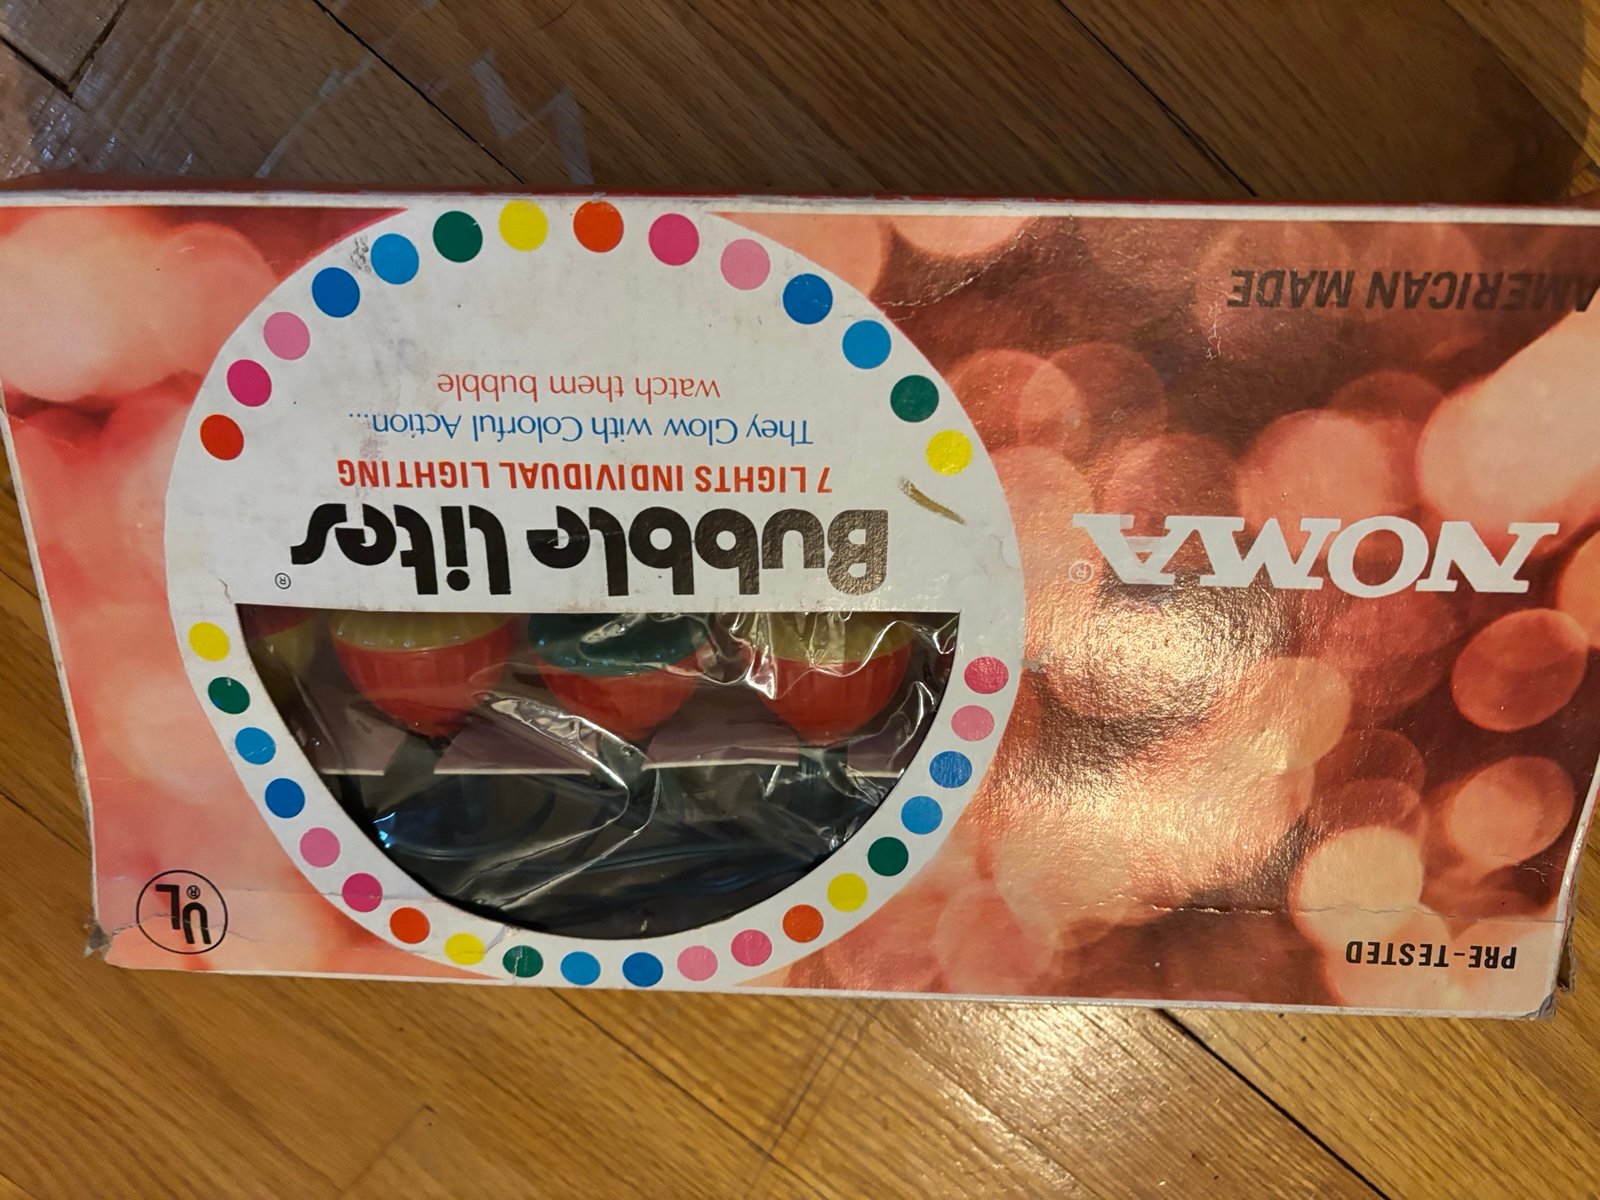 AMERICAN MADE
PRE-TESTED
NOMA®
Bubble lites®
7 LIGHTS INDIVIDUAL LIGHTING
They Glow with Colorful Action...
watch them bubble
UL®